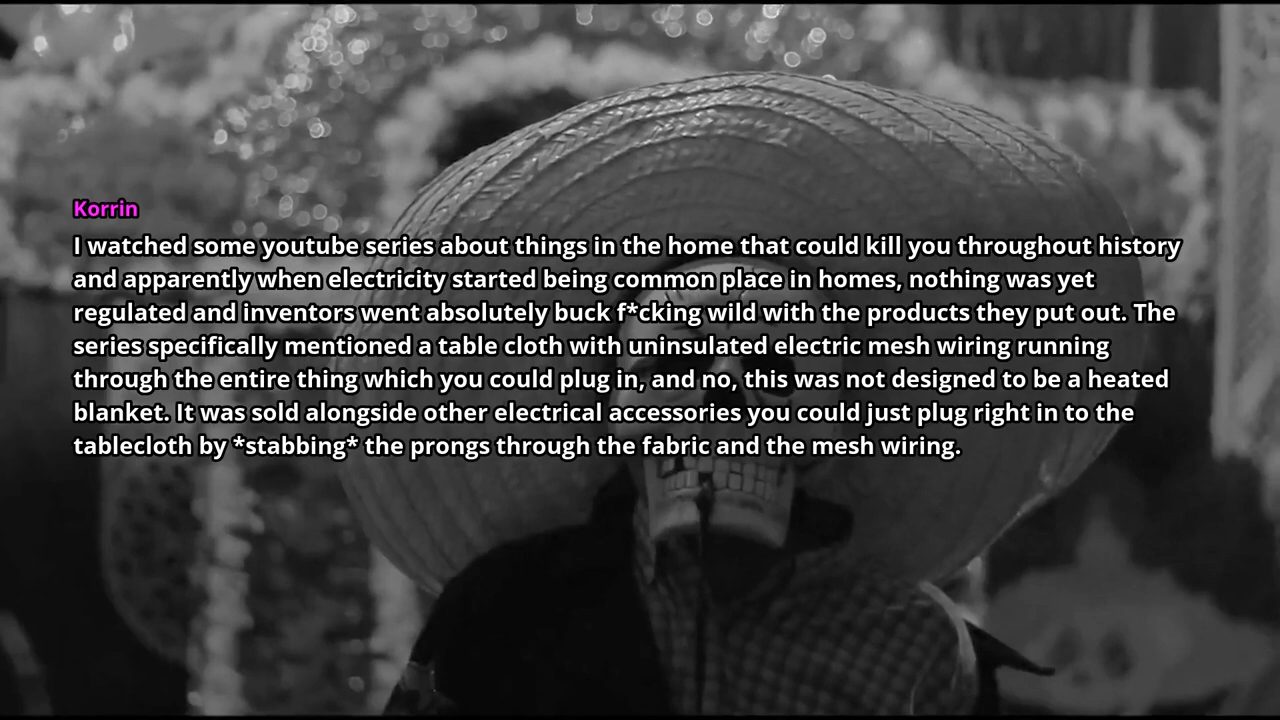 Korrin
I watched some youtube series about things in the home that could kill you throughout history
and apparently when electricity started being common place in homes, nothing was yet
regulated and inventors went absolutely buck f*cking wild with the products they put out. The
series specifically mentioned a table cloth with uninsulated electric mesh wiring running
through the entire thing which you could plug in, and no, this was not designed to be a heated
blanket. It was sold alongside other electrical accessories you could just plug right in to the
tablecloth by *stabbing* the prongs through the fabric and the mesh wiring.